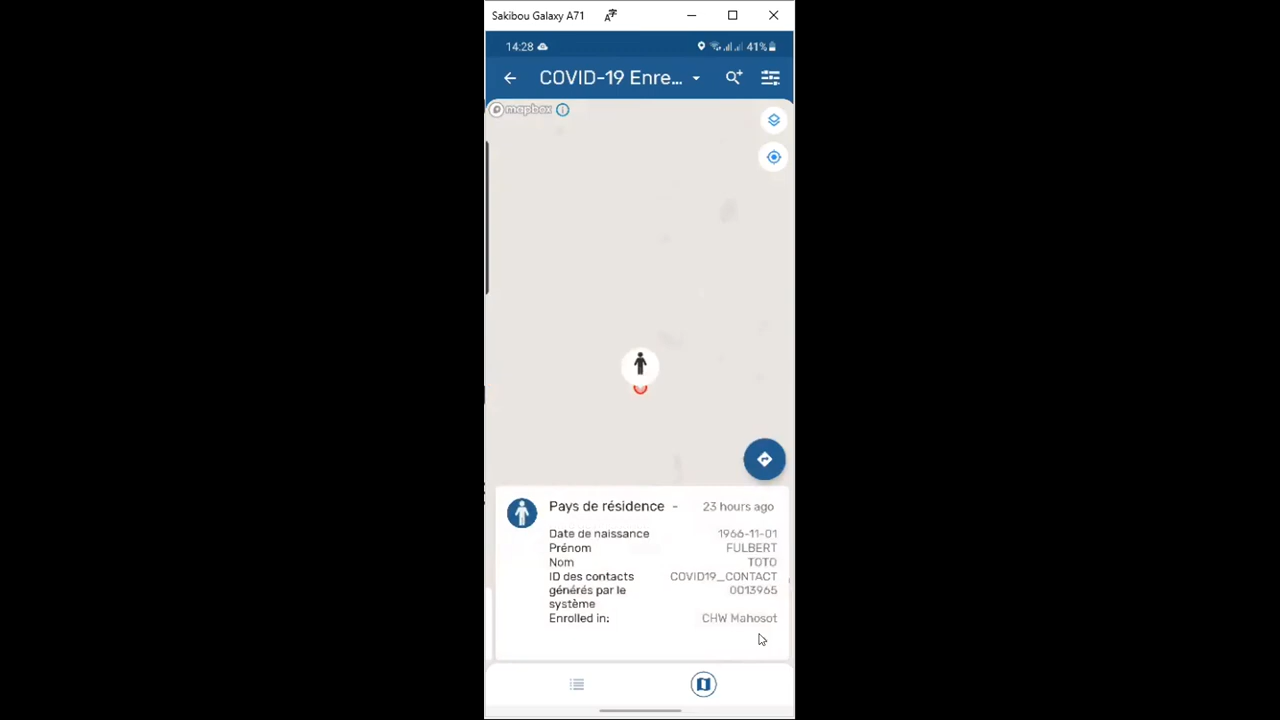 Sakibou Galaxy A71
14:28 41%
COVID-19 Enre...
mapbox
Pays de résidence - 23 hours ago
Date de naissance 1966-11-01
Prénom FULBERT
Nom TOTO
ID des contacts COVID19_CONTACT
générés par le 0013965
système
Enrolled in: CHW Mahosot